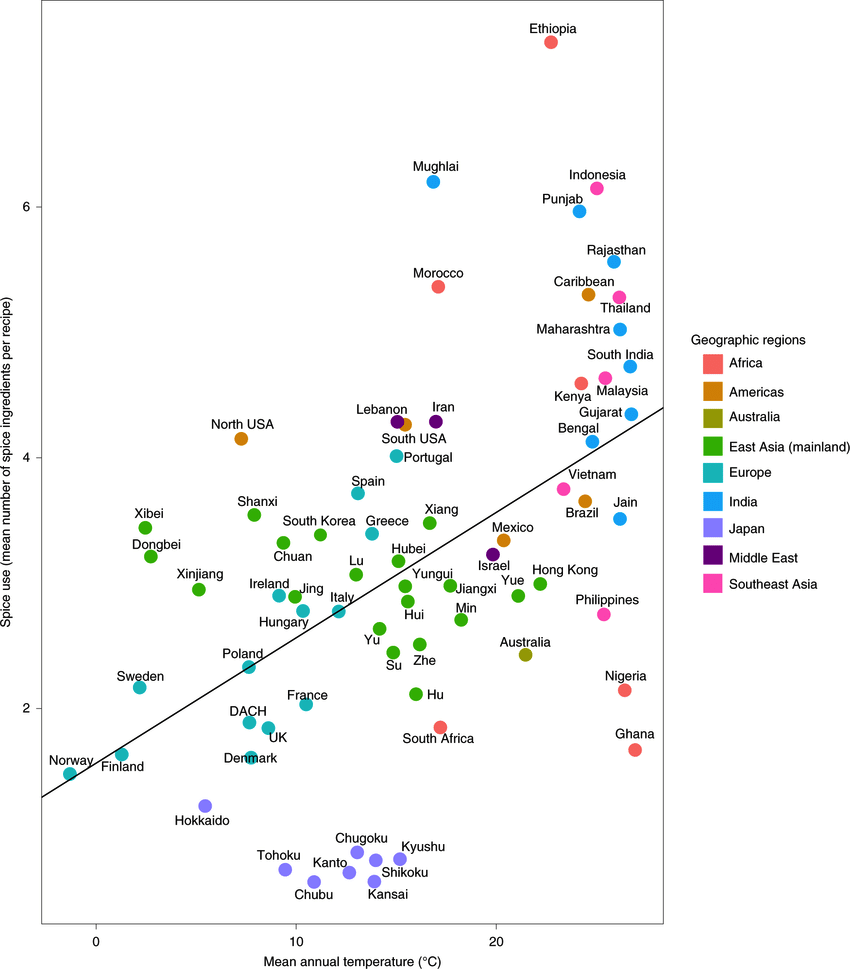 Ethiopia
Mughlai
Indonesia
Punjab
6
Rajasthan
Morocco
Caribbean
Thailand
Maharashtra
South India
Kenya
Malaysia
Lebanon
Iran
Gujarat
North USA
South USA
Bengal
4
Portugal
Spain
Vietnam
Xibei
Shanxi
Xiang
Brazil
Jain
South Korea
Greece
Mexico
Dongbei
Chuan
Hubei
Israel
Xinjiang
Lu
Yungui
Hong Kong
Ireland
Jing
Italy
Jiangxi
Yue
Hungary
Hui
Min
Philippines
Yu
Su
Zhe
Australia
Poland
Sweden
France
Hu
Nigeria
DACH
UK
South Africa
Ghana
2
Norway
Finland
Denmark
Hokkaido
Chugoku
Kyushu
Tohoku
Kanto
Shikoku
Chubu
Kansai
0
10
20
Mean annual temperature (°C)
Spice use (mean number of spice ingredients per recipe)
Geographic regions
Africa
Americas
Australia
East Asia (mainland)
Europe
India
Japan
Middle East
Southeast Asia